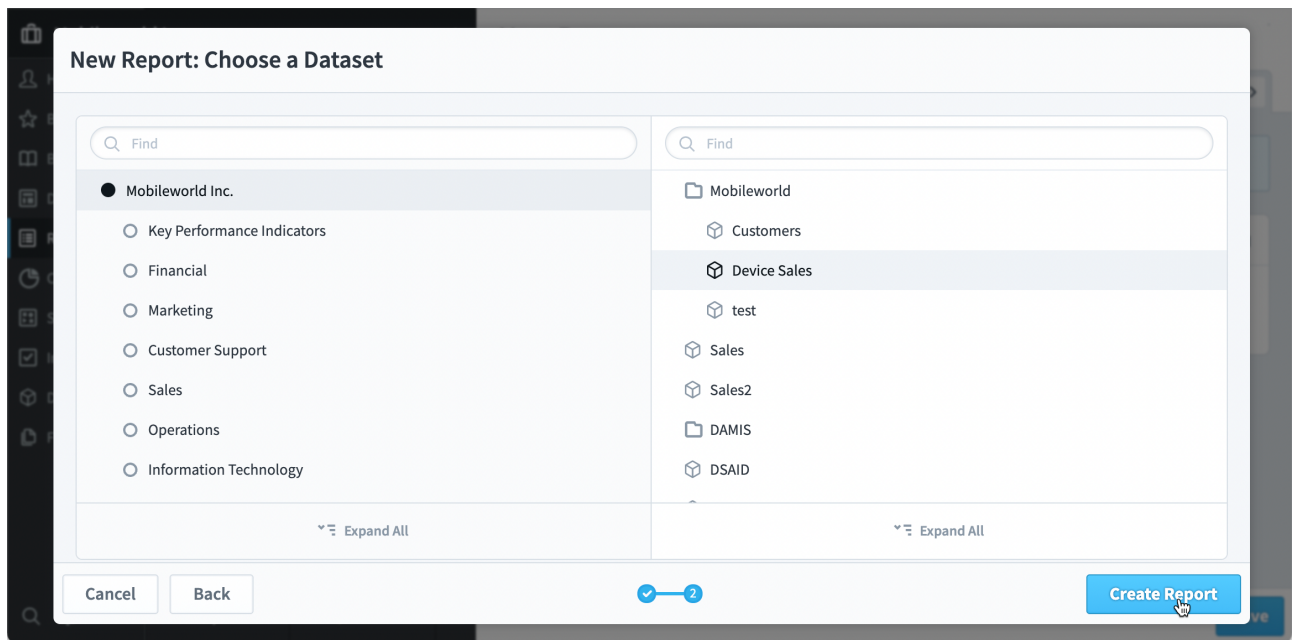 New Report: Choose a Dataset
Find
Find
Mobileworld Inc.
Key Performance Indicators
Financial
Marketing
Customer Support
Sales
Operations
Information Technology
Expand All
Mobileworld
Customers
Device Sales
test
Sales
Sales2
DAMIS
DSAID
Expand All
Cancel
Back
2
Create Report